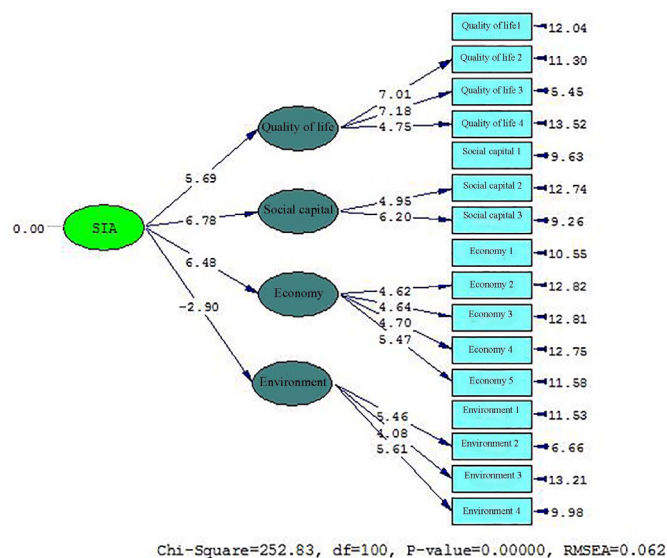 Quality of life1 12.04
Quality of life 2 11.30
7.01
Quality of life 3 5.45
7.18
Quality of life Quality of life 4 13.52
4.75
Social capital 1 9.63
5.69
Social capital 2 12.74
4.95
Social capital
6.78 6.20 Social capital 3 9.26
0.00 SIA
Economy 1 10.55
6.48
Economy 2 12.82
4.62
Economy 4.64
-2.90 Economy 3 12.81
4.70
5.47 Economy 4 12.75
Economy 5 11.58
Environment
Environment 1 11.53
5.46
4.08 Environment 2 6.66
5.61
Environment 3 13.21
Environment 4 9.98
Chi-Square=252.83, df=100, P-value=0.00000, RMSEA=0.062